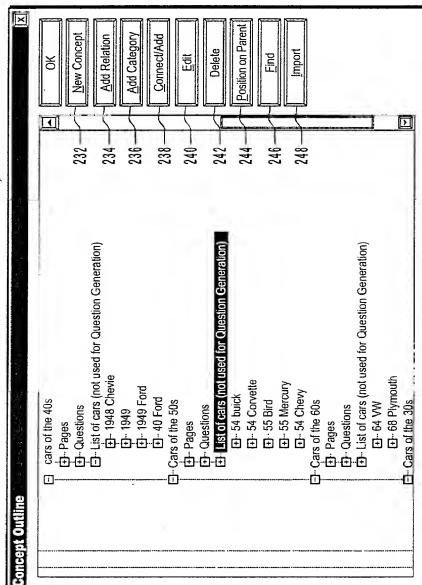 Concept Outline
X
cars of the 40s
Pages
Questions
List of cars (not used for Question Generation)
1948 Chevie
1949
1949 Ford
40 Ford
Cars of the 50s
Pages
Questions
List of cars (not used for Question Generation)
54 buick
54 Corvette
55 Bird
55 Mercury
54 Chevy
Cars of the 60s
Pages
Questions
List of cars (not used for Question Generation)
64 VW
68 Plymouth
Cars of the 30s
OK
New Concept
Add Relation
Add Category
Connect/Add
Edit
Delete
Position on Parent
Find
Import
232
234
236
238
240
242
244
246
248